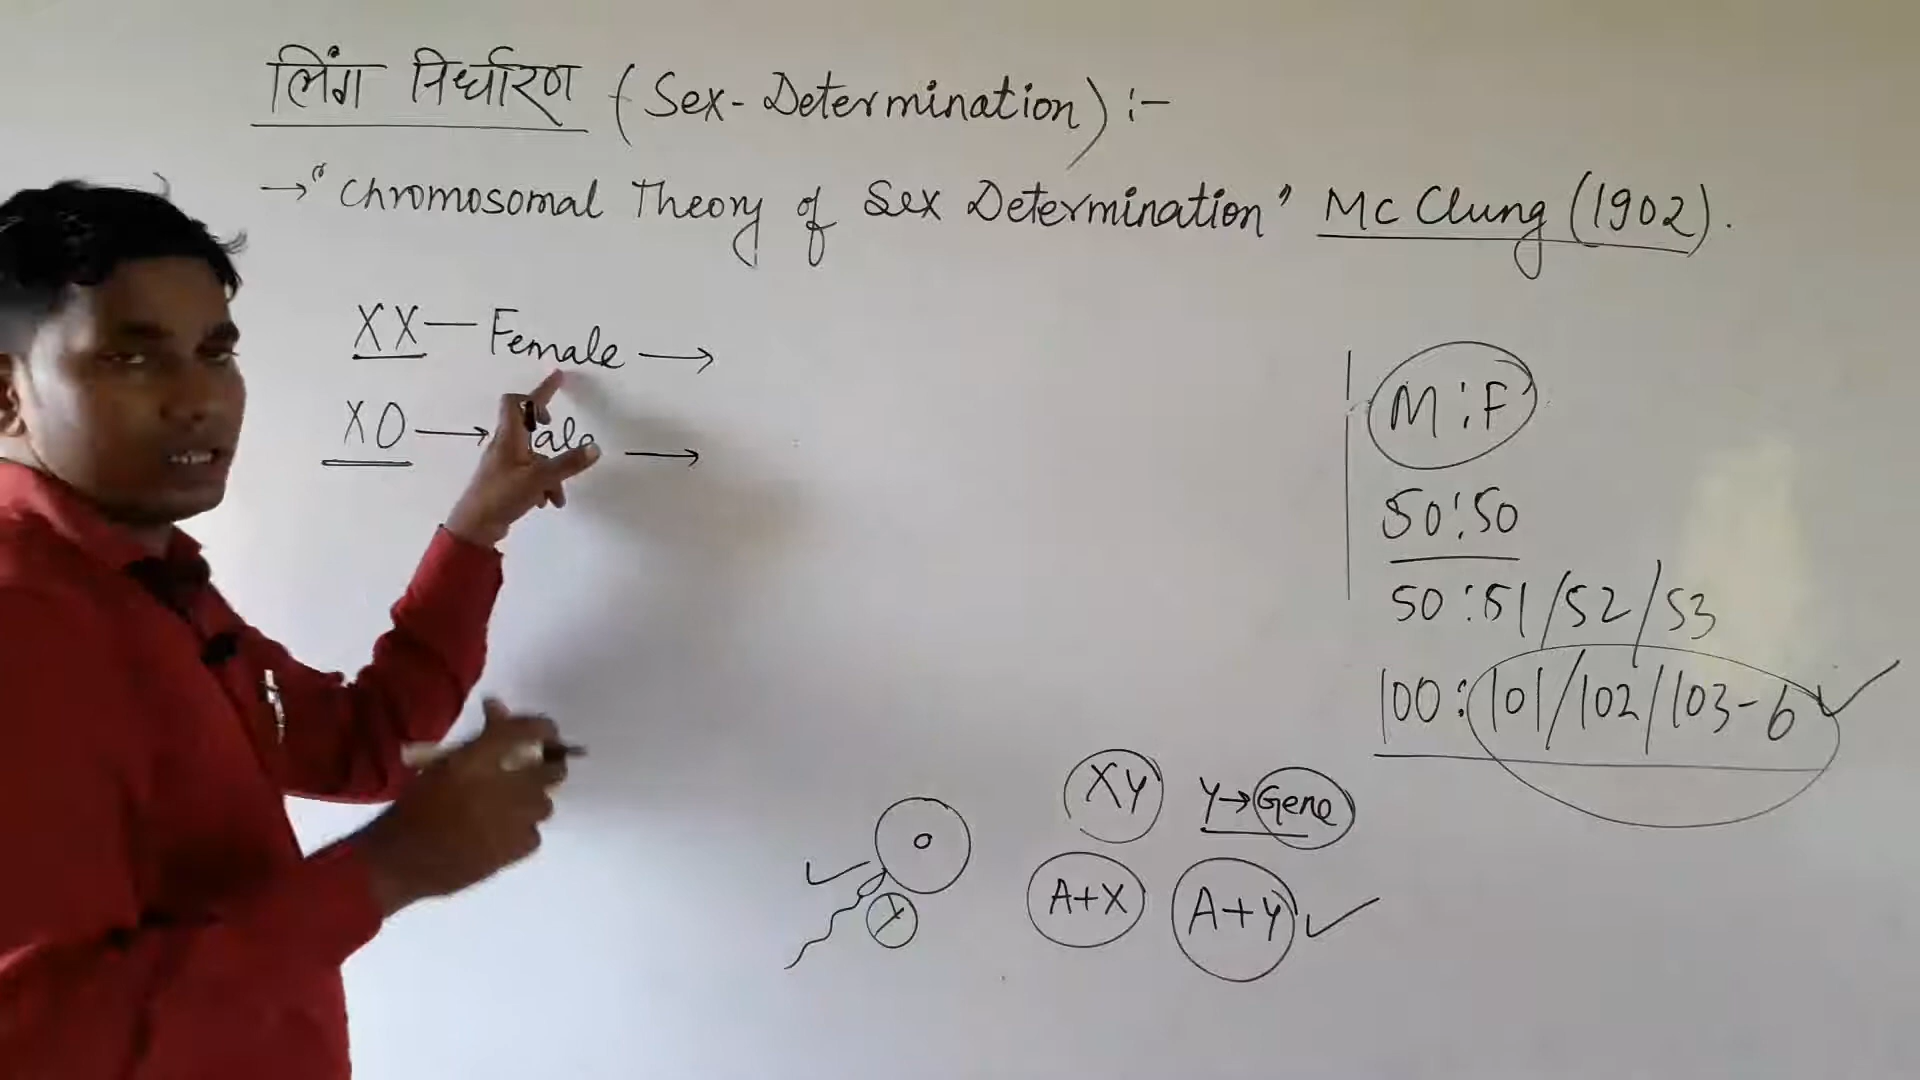 लिंग निर्धारण (Sex-Determination) :-
→ "Chromosomal Theory of Sex Determination" Mc Clung (1902).
XX — Female →
XO → ale →
M:F
50:50
50:51/52/53
100:101/102/103-6 ✓
XY Y→Gene
A+X A+Y ✓
✓ Y